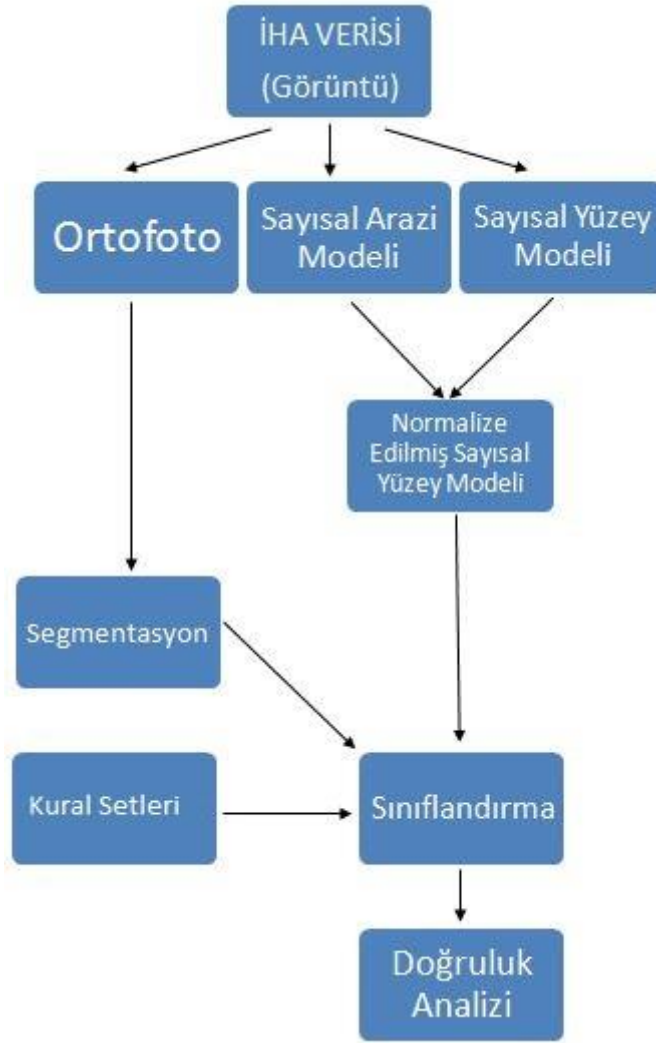 İHA VERİSİ
(Görüntü)
Ortofoto
Sayısal Arazi
Modeli
Sayısal Yüzey
Modeli
Normalize
Edilmiş Sayısal
Yüzey Modeli
Segmentasyon
Kural Setleri
Sınıflandırma
Doğruluk
Analizi